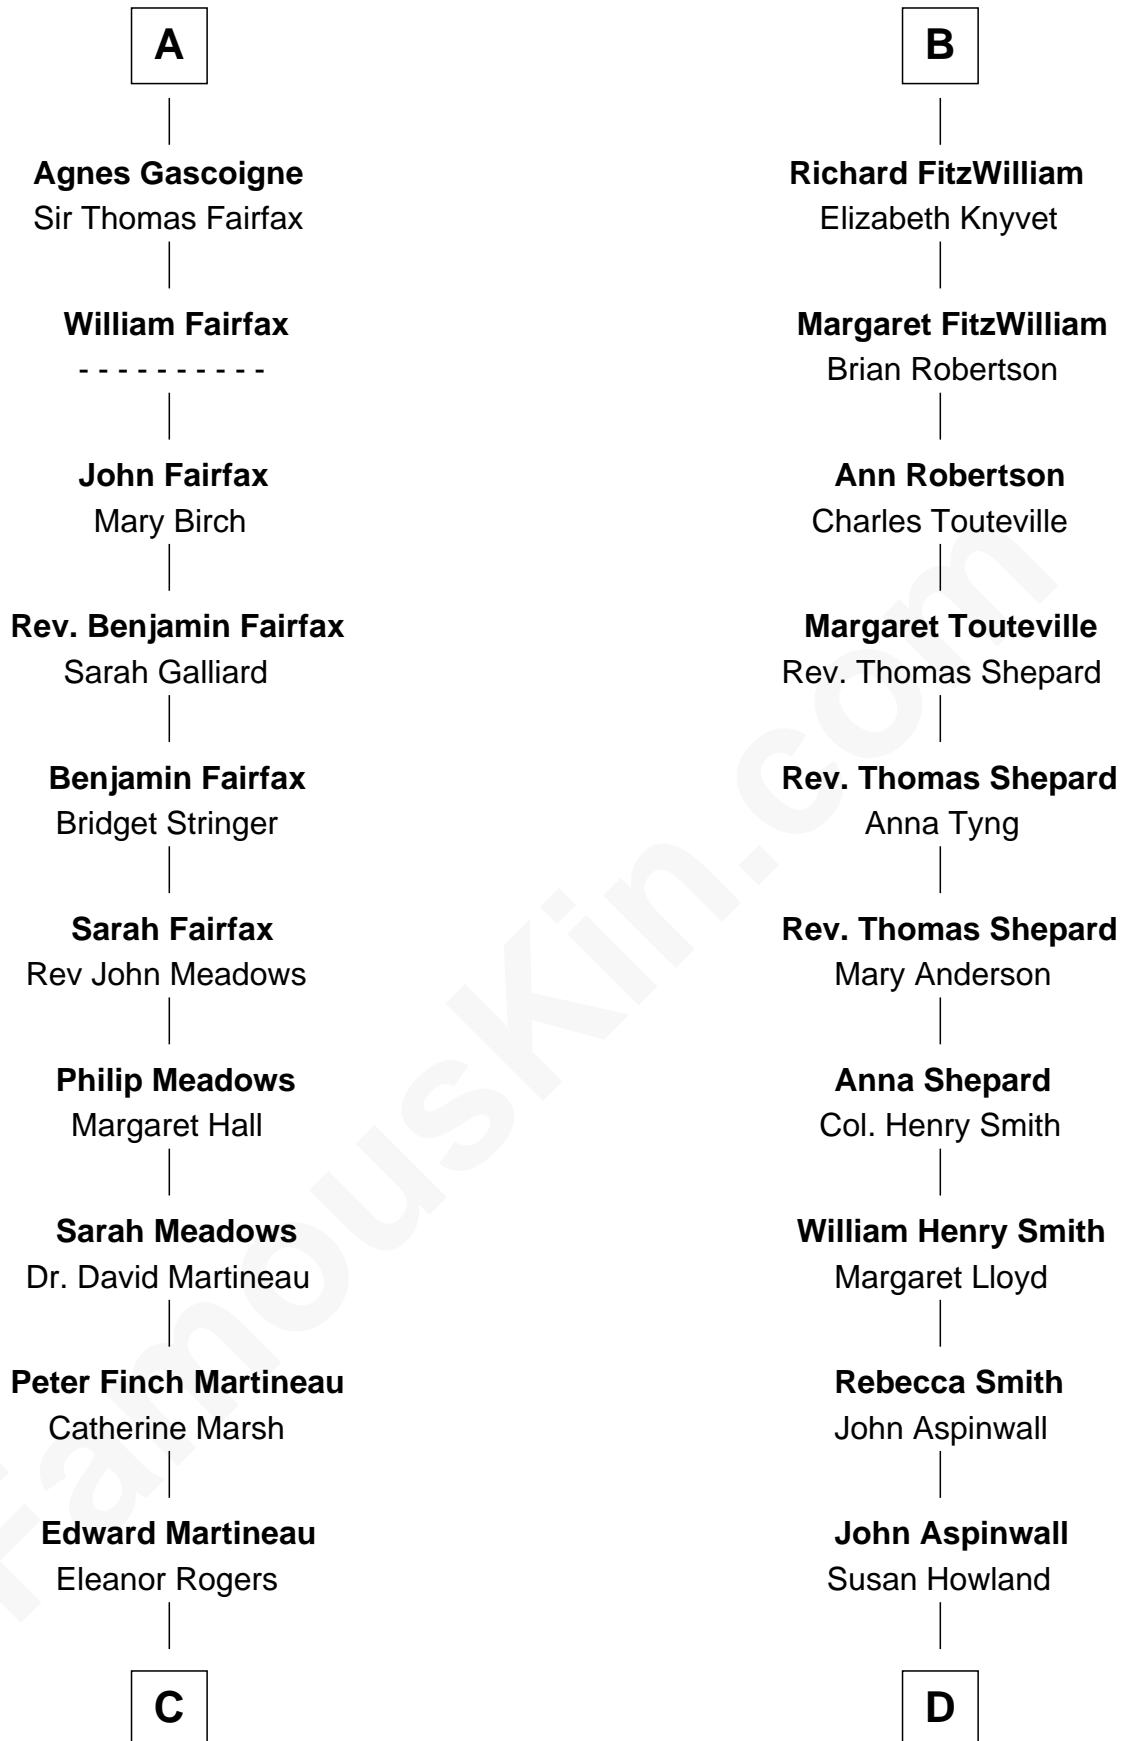 A
Agnes Gascoigne
Sir Thomas Fairfax
William Fairfax
- - - - - - - - - -
John Fairfax
Mary Birch
Rev. Benjamin Fairfax
Sarah Galliard
Benjamin Fairfax
Bridget Stringer
Sarah Fairfax
Rev John Meadows
Philip Meadows
Margaret Hall
Sarah Meadows
Dr. David Martineau
Peter Finch Martineau
Catherine Marsh
Edward Martineau
Eleanor Rogers
C
B
Richard FitzWilliam
Elizabeth Knyvet
Margaret FitzWilliam
Brian Robertson
Ann Robertson
Charles Touteville
Margaret Touteville
Rev. Thomas Shepard
Rev. Thomas Shepard
Anna Tyng
Rev. Thomas Shepard
Mary Anderson
Anna Shepard
Col. Henry Smith
William Henry Smith
Margaret Lloyd
Rebecca Smith
John Aspinwall
John Aspinwall
Susan Howland
D
FamousKin.com